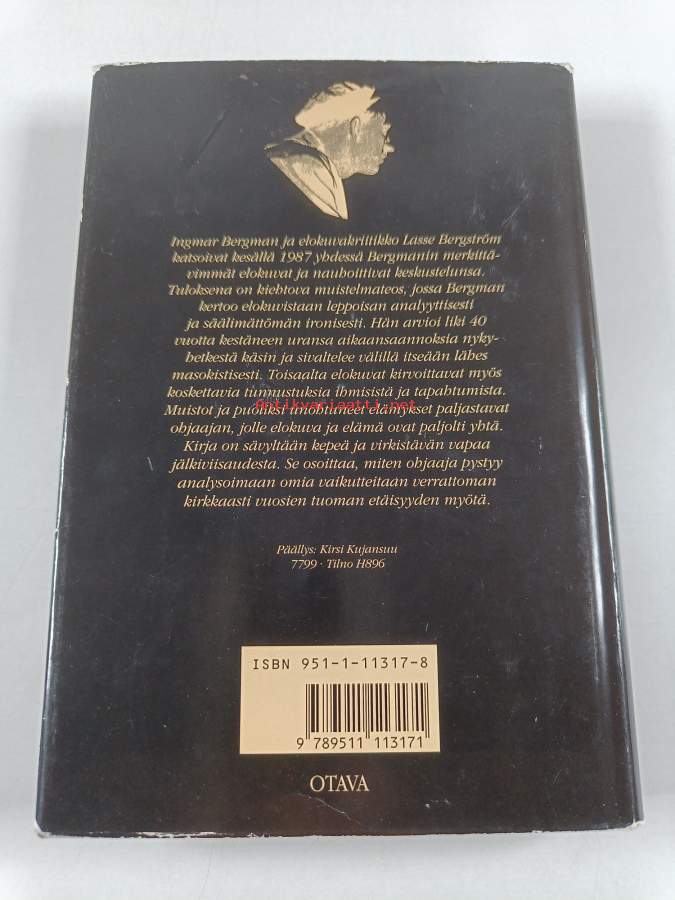 Ingmar Bergman ja elokuvakriitikko Lasse Bergström
katsoivat kesällä 1987 yhdessä Bergmanin merkittä-
vimmät elokuvat ja nauhoittivat keskustelunsa.
Tuloksena on kiehtova muistelmateos, jossa Bergman
kertoo elokuvistaan leppoisan analyyttisesti
ja säälimättömän ironisesti. Hän arvioi liki 40
vuotta kestäneen uransa aikaansaannoksia nyky-
hetkestä käsin ja sivaltelee välillä itseään lähes
masokistisesti. Toisaalta elokuvat kirvoittavat myös
koskettavia tunnustuksia ihmisistä ja tapahtumista.
Antikvariaatti.net
Muistot ja puoliksi unohtuneet elämykset paljastavat
ohjaajan, jolle elokuva ja elämä ovat paljolti yhtä.
Kirja on sävyltään kepeä ja virkistävän vapaa
jälkiviisaudesta. Se osoittaa, miten ohjaaja pystyy
analysoimaan omia vaikutteitaan verrattoman
kirkkaasti vuosien tuoman etäisyyden myötä.
Päällys: Kirsi Kujansuu
7799 · Tilno H896
ISBN 951-1-11317-8
9 789511 113171
OTAVA